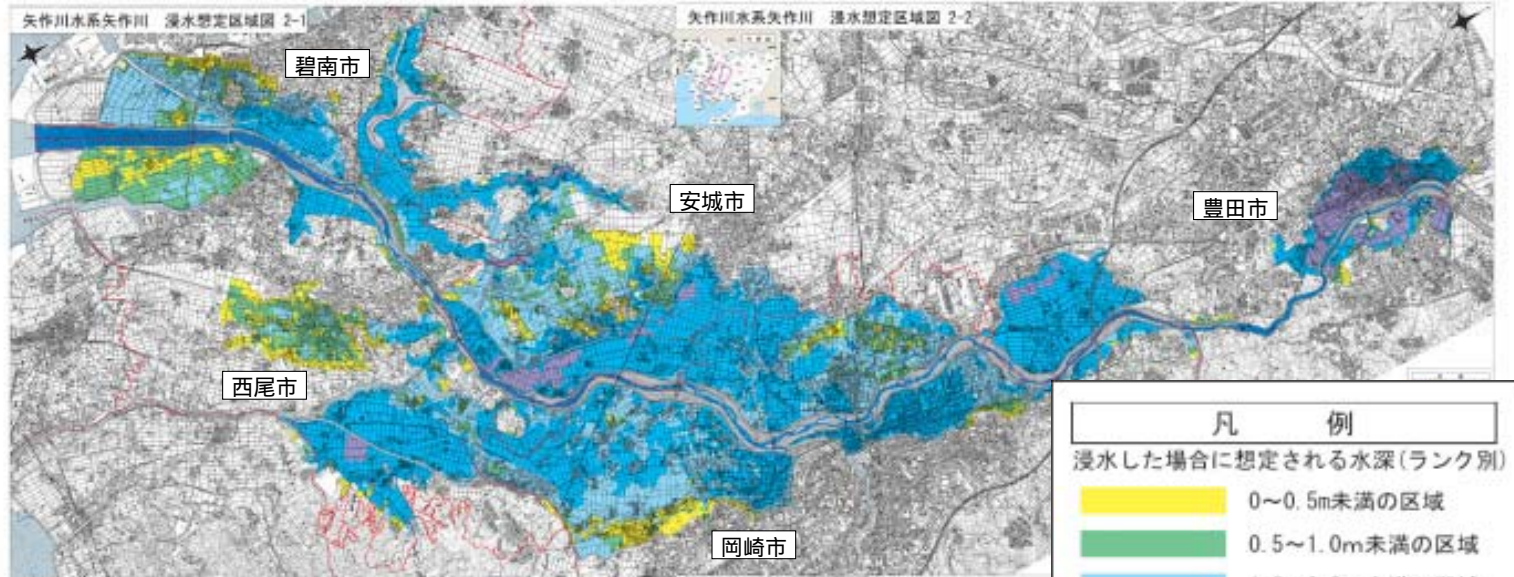 矢作川水系矢作川 浸水想定区域図 2-1
矢作川水系矢作川 浸水想定区域図 2-2
碧南市
安城市
豊田市
西尾市
岡崎市
凡 例
浸水した場合に想定される水深(ランク別)
0～0.5m未満の区域
0.5～1.0m未満の区域